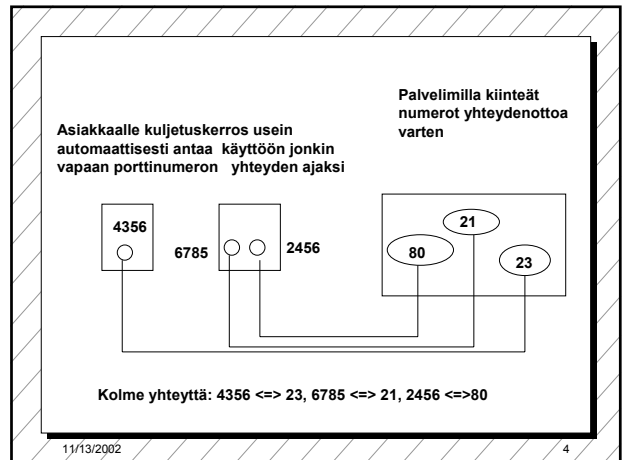 Palvelimilla kiinteät
numerot yhteydenottoa
varten
Asiakkaalle kuljetuskerros usein
automaattisesti antaa käyttöön jonkin
vapaan porttinumeron yhteyden ajaksi
4356
6785
2456
80
21
23
Kolme yhteyttä: 4356 <=> 23, 6785 <=> 21, 2456 <=>80
11/13/2002
4